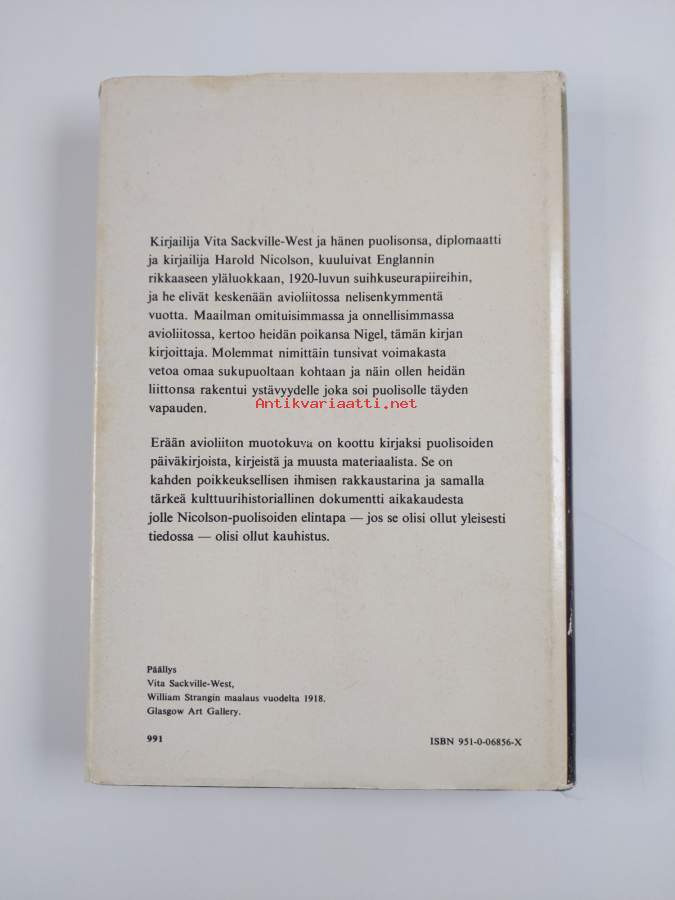 Kirjailija Vita Sackville-West ja hänen puolisonsa, diplomaatti
ja kirjailija Harold Nicolson, kuuluivat Englannin
rikkaaseen yläluokkaan, 1920-luvun suihkuseurapiireihin,
ja he elivät keskenään avioliitossa nelisenkymmentä
vuotta. Maailman omituisimmassa ja onnellisimmassa
avioliitossa, kertoo heidän poikansa Nigel, tämän kirjan
kirjoittaja. Molemmat nimittäin tunsivat voimakasta
vetoa omaa sukupuoltaan kohtaan ja näin ollen heidän
liittonsa rakentui ystävyydelle joka soi puolisolle täyden
vapauden.
Antikvariaatti.net
Erään avioliiton muotokuva on koottu kirjaksi puolisoiden
päiväkirjoista, kirjeistä ja muusta materiaalista. Se on
kahden poikkeuksellisen ihmisen rakkaustarina ja samalla
tärkeä kulttuurihistoriallinen dokumentti aikakaudesta
jolle Nicolson-puolisoiden elintapa — jos se olisi ollut yleisesti
tiedossa — olisi ollut kauhistus.
Päällys
Vita Sackville-West,
William Strangin maalaus vuodelta 1918.
Glasgow Art Gallery.
991
ISBN 951-0-06856-X